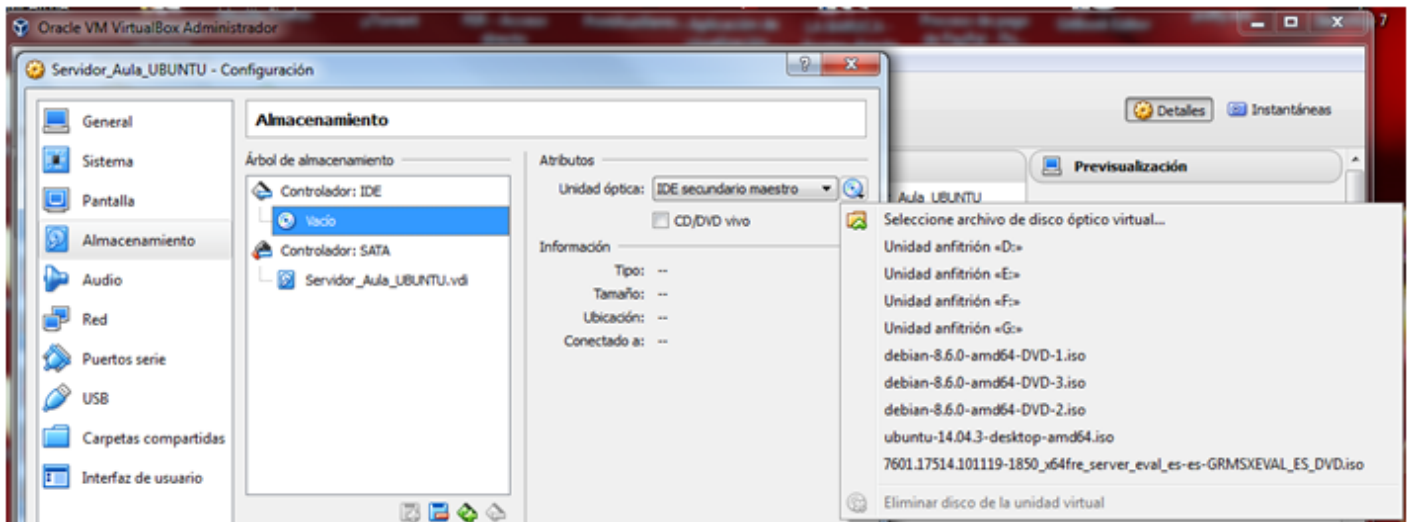 Oracle VM VirtualBox Administrador
7
Servidor_Aula_UBUNTU - Configuración
General
Sistema
Pantalla
Almacenamiento
Audio
Red
Puertos serie
USB
Carpetas compartidas
Interfaz de usuario
Almacenamiento
Árbol de almacenamiento
Controlador: IDE
Vacío
Controlador: SATA
Servidor_Aula_UBUNTU.vdi
Atributos
Unidad óptica: IDE secundario maestro
CD/DVD vivo
Información
Tipo: --
Tamaño: --
Ubicación: --
Conectado a: --
Detalles Instantáneas
Previsualización
Aula_UBUNTU
Seleccione archivo de disco óptico virtual...
Unidad anfitrión «D:»
Unidad anfitrión «E:»
Unidad anfitrión «F:»
Unidad anfitrión «G:»
debian-8.6.0-amd64-DVD-1.iso
debian-8.6.0-amd64-DVD-3.iso
debian-8.6.0-amd64-DVD-2.iso
ubuntu-14.04.3-desktop-amd64.iso
7601.17514.101119-1850_x64fre_server_eval_es-es-GRMSXEVAL_ES_DVD.iso
Eliminar disco de la unidad virtual